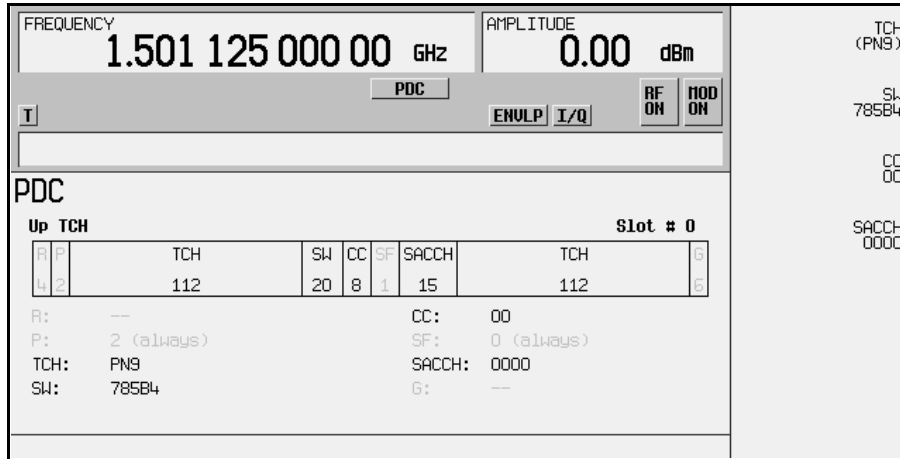 FREQUENCY
1.501 125 000 00 GHz
AMPLITUDE
0.00 dBm
PDC
RF ON
MOD ON
T
ENVLP I/Q
PDC
Up TCH
Slot # 0
R P TCH SW CC SF SACCH TCH G
4 2 112 20 8 1 15 112 6
R: --
CC: 00
P: 2 (always)
SF: 0 (always)
TCH: PN9
SACCH: 0000
SW: 785B4
G: --
TCH
(PN9)
SW
785B4
CC
00
SACCH
0000